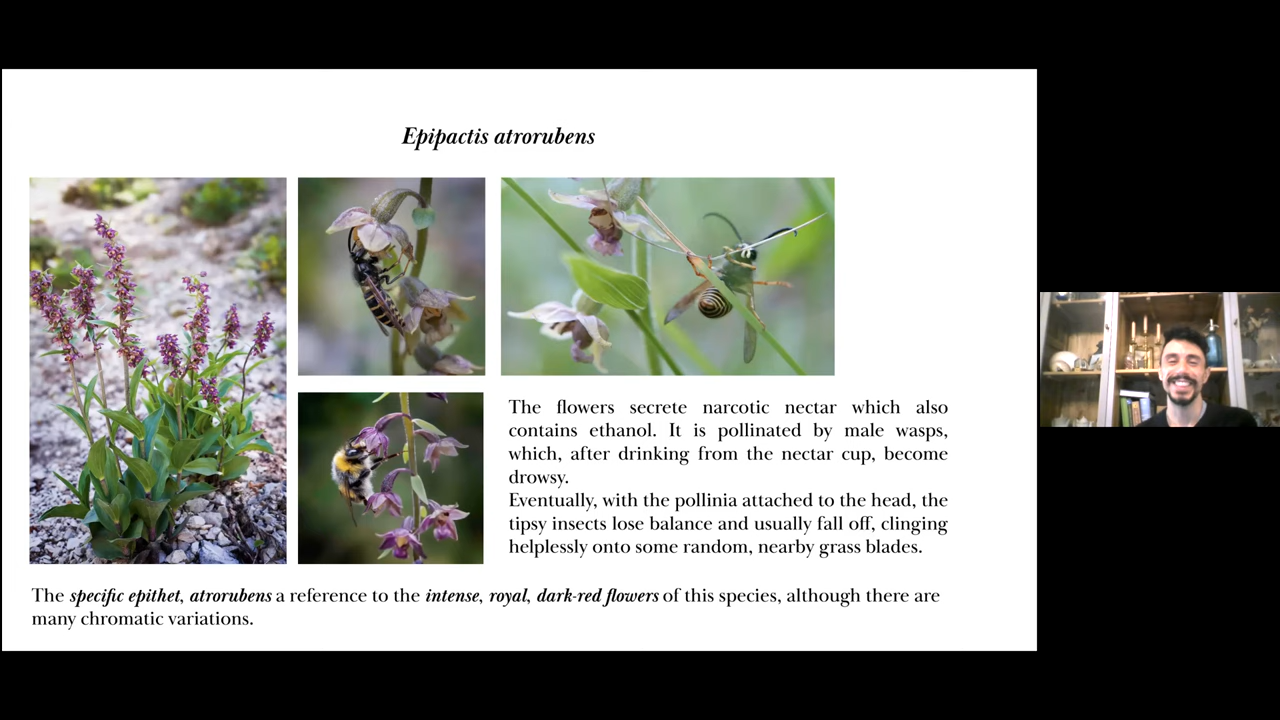 Epipactis atrorubens
The flowers secrete narcotic nectar which also
contains ethanol. It is pollinated by male wasps,
which, after drinking from the nectar cup, become
drowsy.
Eventually, with the pollinia attached to the head, the
tipsy insects lose balance and usually fall off, clinging
helplessly onto some random, nearby grass blades.
The specific epithet, atrorubens a reference to the intense, royal, dark-red flowers of this species, although there are
many chromatic variations.